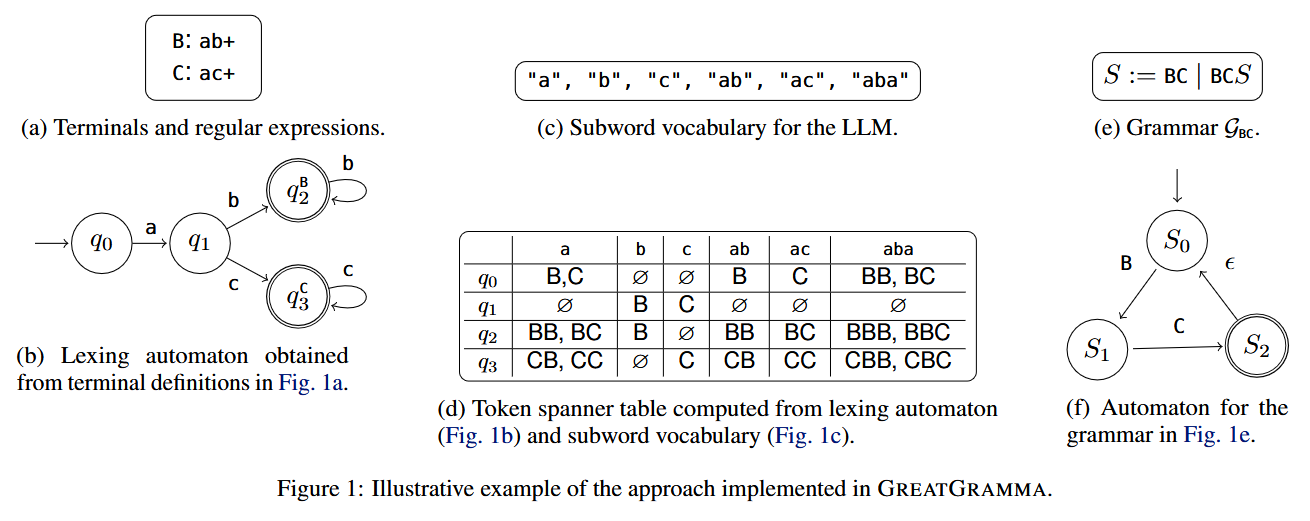 B: ab+
C: ac+
(a) Terminals and regular expressions.
q0 a q1 b q2^B b c q3^C c
(b) Lexing automaton obtained
from terminal definitions in Fig. 1a.
"a", "b", "c", "ab", "ac", "aba"
(c) Subword vocabulary for the LLM.
a b c ab ac aba
q0 B,C ∅ ∅ B C BB, BC
q1 ∅ B C ∅ ∅ ∅
q2 BB, BC B ∅ BB BC BBB, BBC
q3 CB, CC ∅ C CB CC CBB, CBC
(d) Token spanner table computed from lexing automaton
(Fig. 1b) and subword vocabulary (Fig. 1c).
S := BC | BCS
(e) Grammar 𝒢BC.
S0
B ϵ
S1 C S2
(f) Automaton for the
grammar in Fig. 1e.
Figure 1: Illustrative example of the approach implemented in GREATGRAMMA.